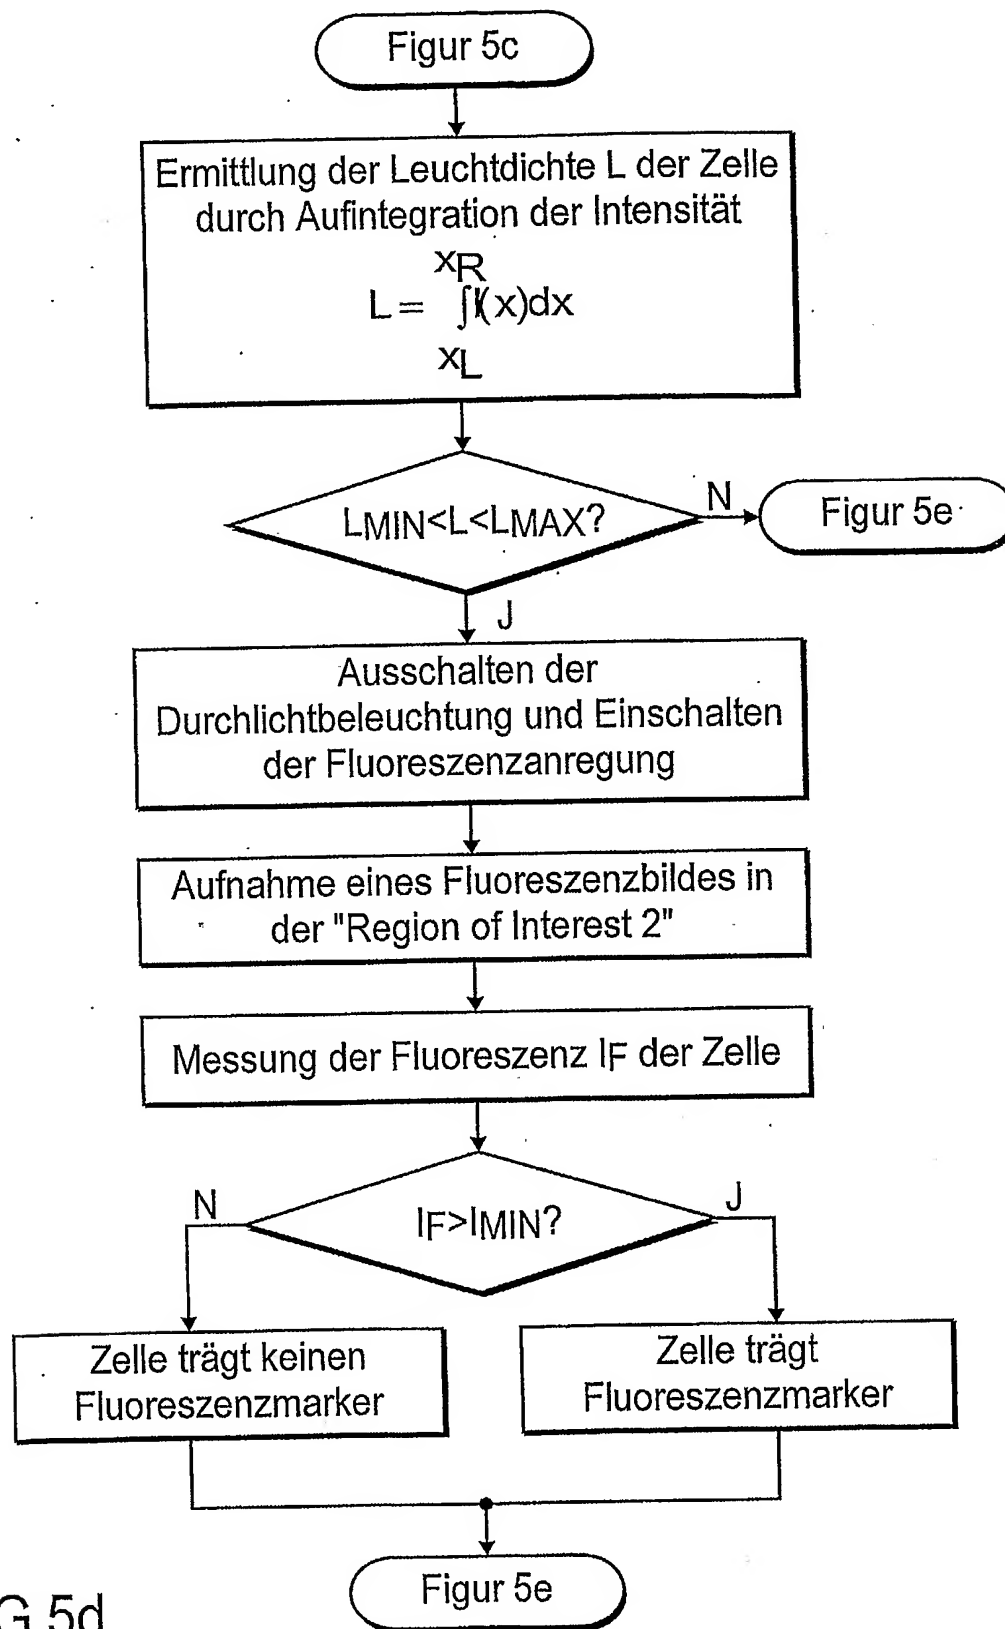 Figur 5c
Ermittlung der Leuchtdichte L der Zelle
durch Aufintegration der Intensität
xR
L = ∫I(x)dx
xL
LMIN<L<LMAX?
N
Figur 5e
J
Ausschalten der
Durchlichtbeleuchtung und Einschalten
der Fluoreszenzanregung
Aufnahme eines Fluoreszenzbildes in
der "Region of Interest 2"
Messung der Fluoreszenz IF der Zelle
N
IF>IMIN?
J
Zelle trägt keinen
Fluoreszenzmarker
Zelle trägt
Fluoreszenzmarker
Figur 5e
G 5d